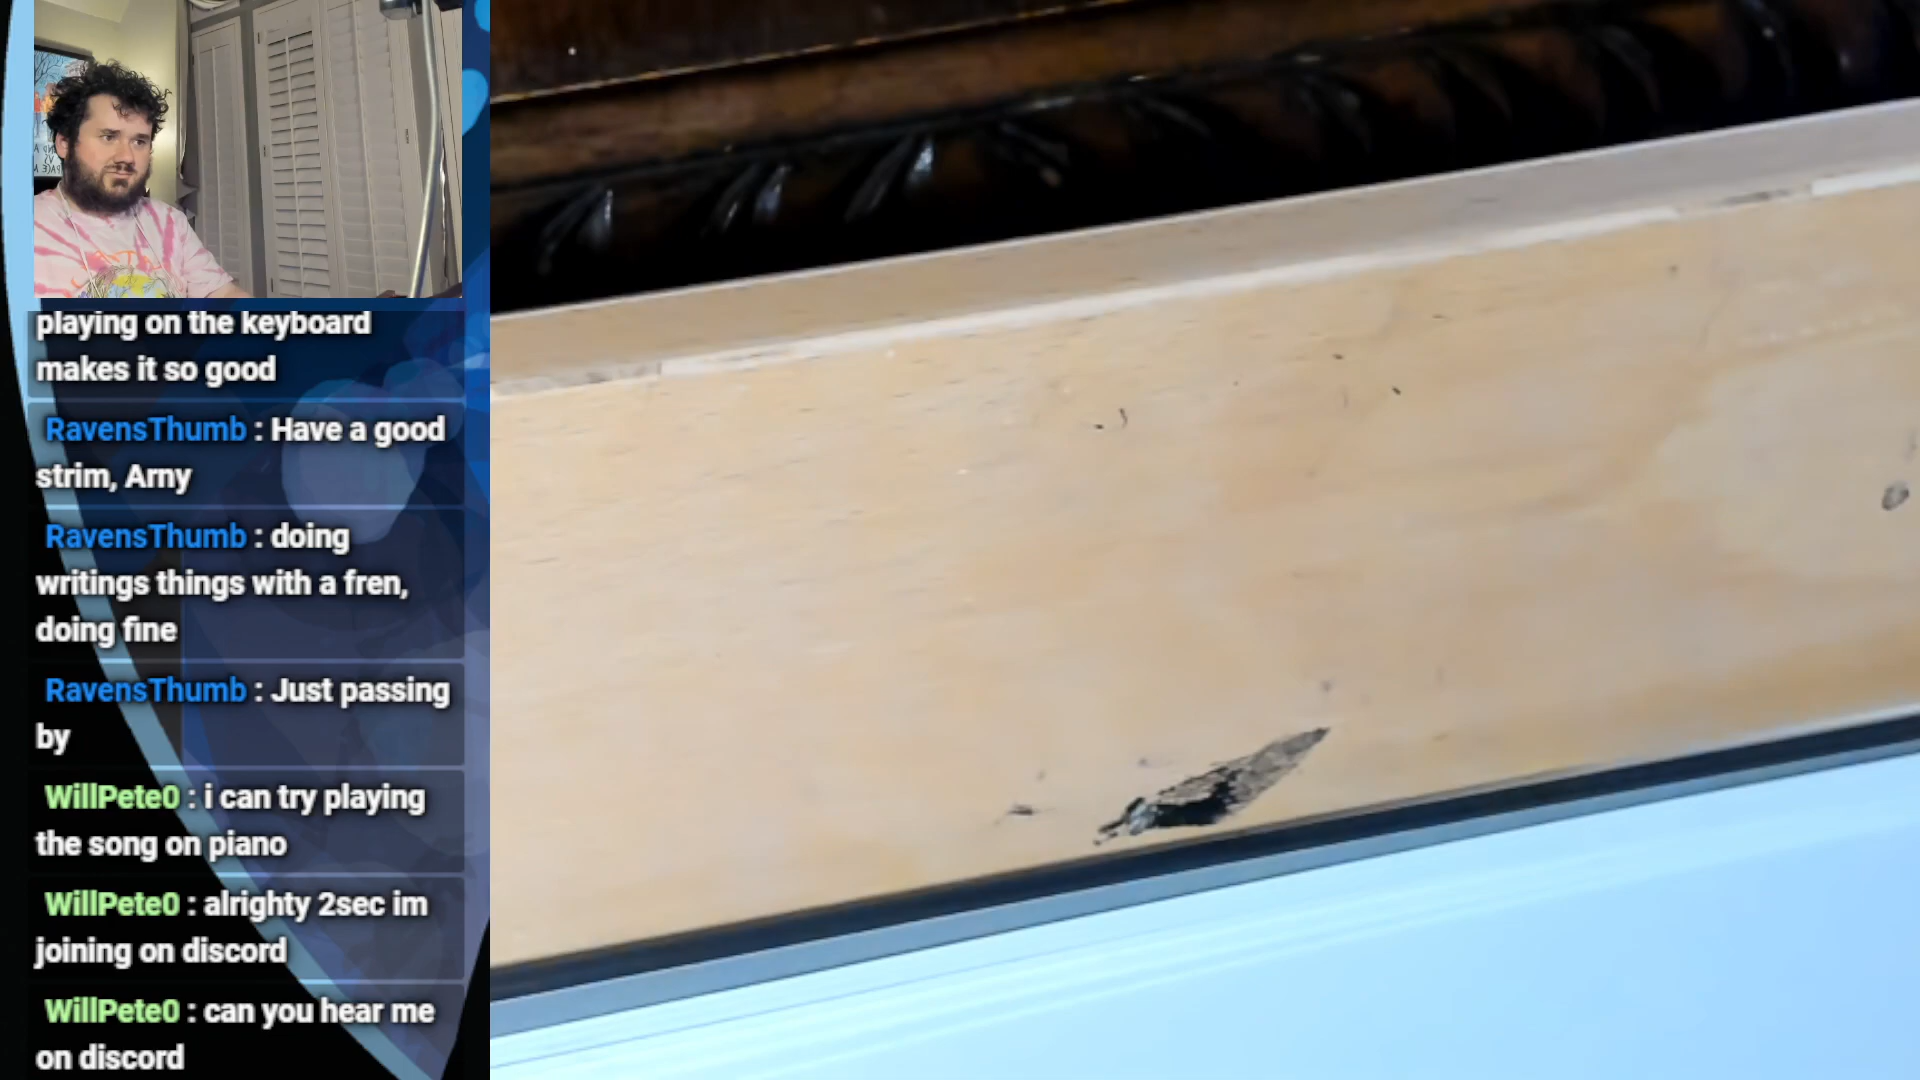 playing on the keyboard
makes it so good
RavensThumb : Have a good
strim, Arny
RavensThumb : doing
writings things with a fren,
doing fine
RavensThumb : Just passing
by
WillPete0 : i can try playing
the song on piano
WillPete0 : alrighty 2sec im
joining on discord
WillPete0 : can you hear me
on discord